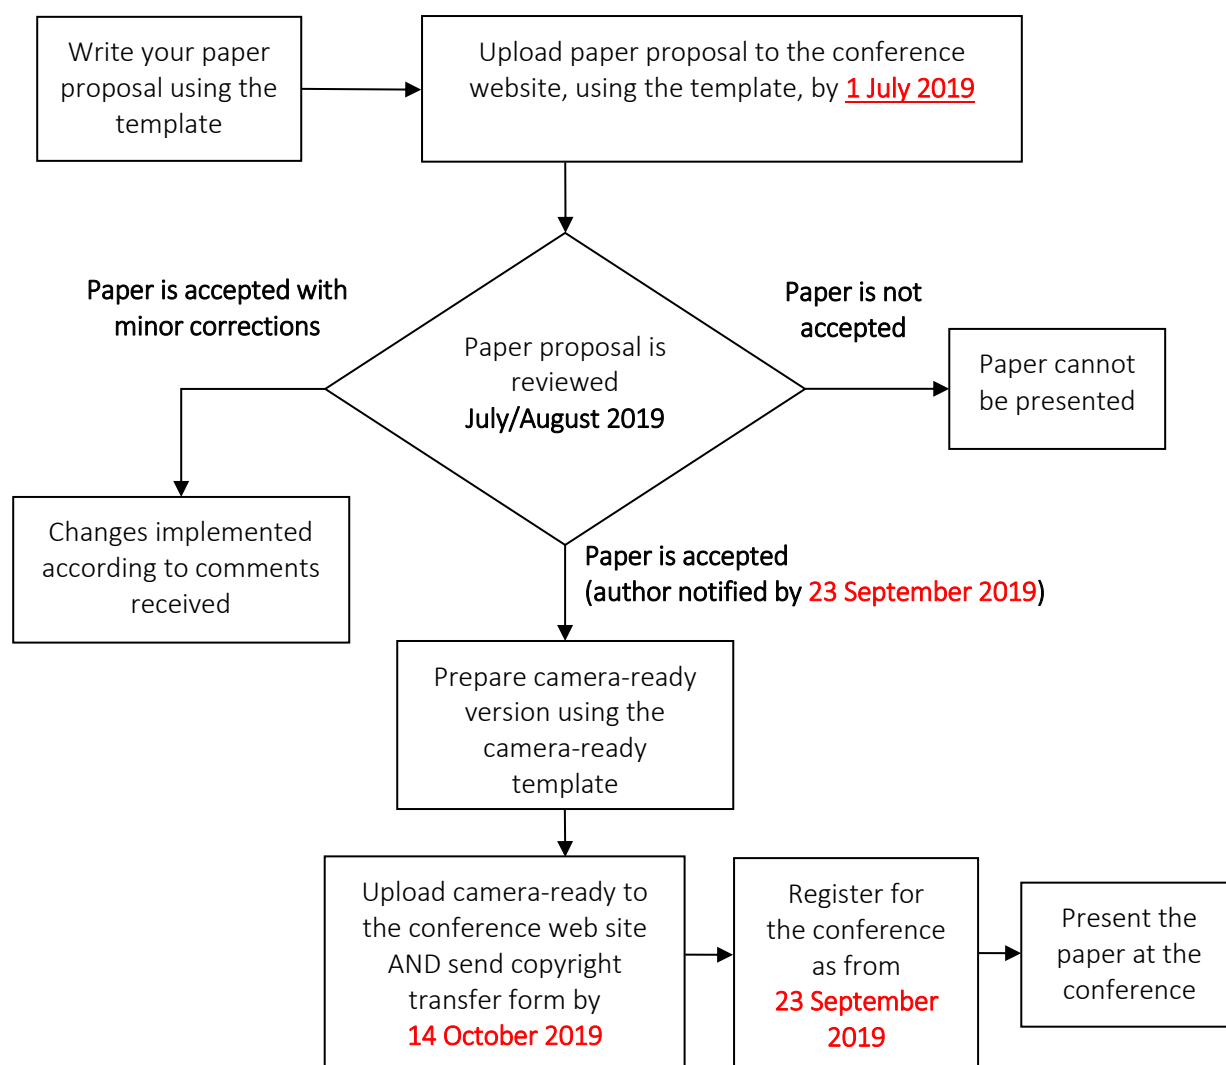 Write your paper
proposal using the
template
Upload paper proposal to the conference
website, using the template, by 1 July 2019
Paper is accepted with
minor corrections
Paper is not
accepted
Paper proposal is
reviewed
July/August 2019
Paper cannot
be presented
Changes implemented
according to comments
received
Paper is accepted
(author notified by 23 September 2019)
Prepare camera-ready
version using the
camera-ready
template
Upload camera-ready to
the conference web site
AND send copyright
transfer form by
14 October 2019
Register for
the conference
as from
23 September
2019
Present the
paper at the
conference